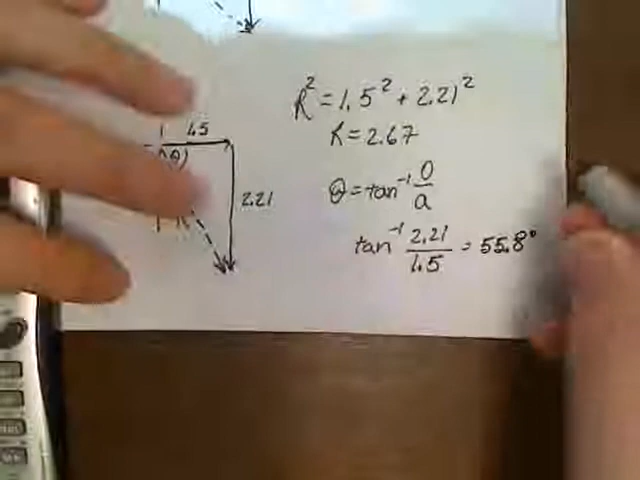 R² = 1.5² + 2.21²
1.5
R = 2.67
θ
2.21
θ = tan⁻¹ O/a
R
tan⁻¹ 2.21/1.5 = 55.8°